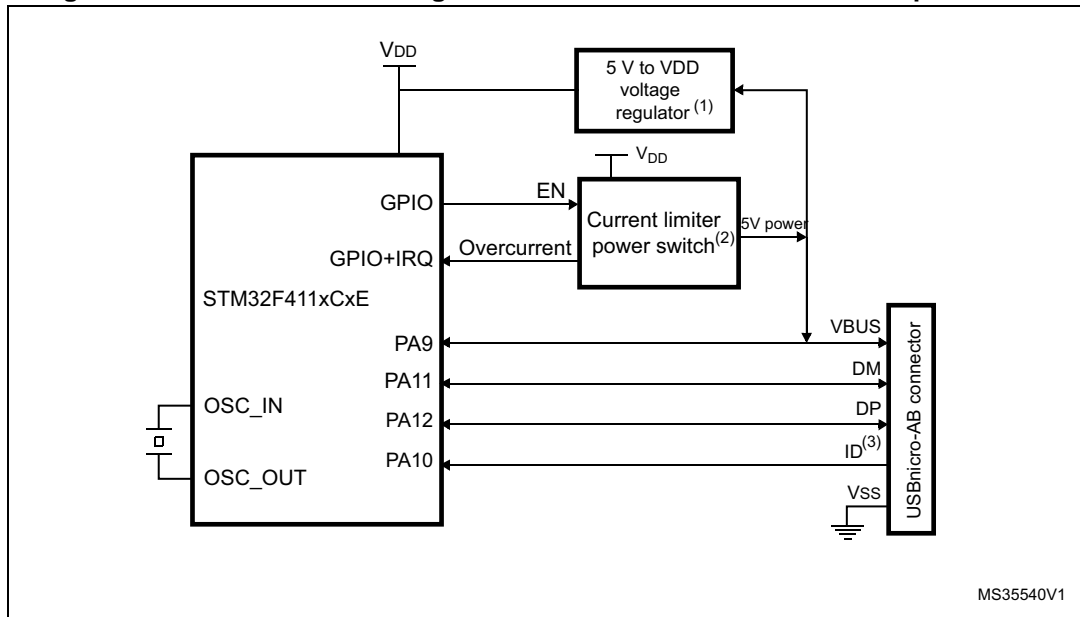 VDD
5 V to VDD
voltage
regulator (1)
VDD
GPIO
EN
Current limiter
power switch(2)
5V power
GPIO+IRQ
Overcurrent
STM32F411xCxE
PA9
VBUS
PA11
DM
OSC_IN
PA12
DP
PA10
ID(3)
OSC_OUT
VSS
USBnicro-AB connector
MS35540V1